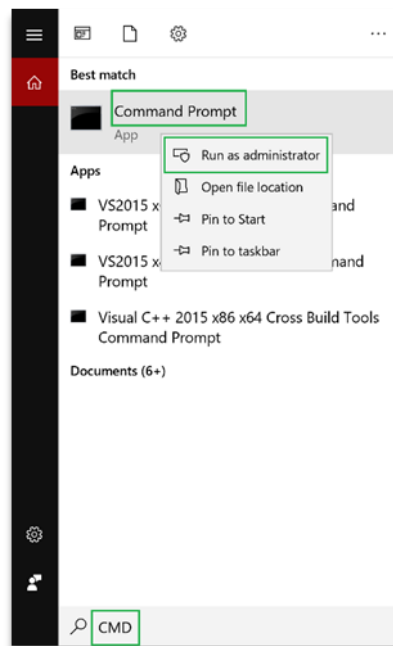 ...
Best match
Command Prompt
App
Run as administrator
Apps
Open file location
VS2015 x and
Prompt
Pin to Start
Pin to taskbar
VS2015 x mand
Prompt
Visual C++ 2015 x86 x64 Cross Build Tools
Command Prompt
Documents (6+)
CMD